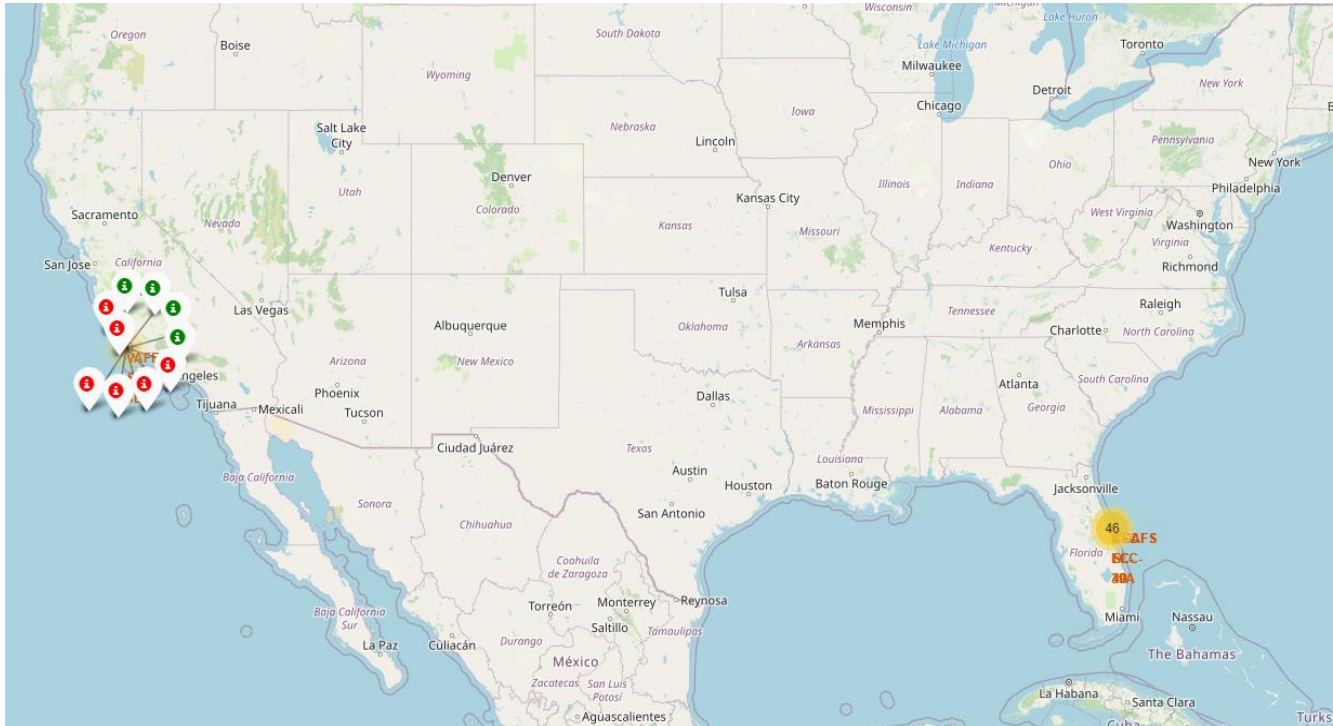 Wisconsin
Michigan
Lake Huron
Oregon
Boise
South Dakota
Lake Michigan
Toronto
Milwaukee
Wyoming
New York
Detroit
Chicago
Iowa
Salt Lake
City
Nebraska
Lincoln
Pennsylvania
New York
Denver
Utah
Illinois
Indiana
Ohio
Philadelphia
Kansas City
Colorado
Sacramento
Nevada
West Virginia
Washington
Kansas
Missouri
Virginia
Kentucky
San Jose
California
Richmond
Tulsa
Las Vegas
Raleigh
Tennessee
Albuquerque
Oklahoma
Memphis
Charlotte
North Carolina
Arkansas
VAFB
Arizona
New Mexico
Angeles
Atlanta
South Carolina
Phoenix
Dallas
Tijuana
Mexicali
Tucson
Mississippi
Alabama
Georgia
Ciudad Juárez
Texas
Louisiana
Austin
Baton Rouge
Baja California
Houston
Jacksonville
Sonora
San Antonio
Chihuahua
46
Florida
Coahuila
de Zaragoza
Torreón
Monterrey
Reynosa
Baja California
Sur
Saltillo
Miami
Nassau
Tamaulipas
La Paz
Culiacán
Durango
The Bahamas
México
Zacatecas
San Luis
Potosí
La Habana
Santa Clara
Aguascalientes
Cuba
Turks